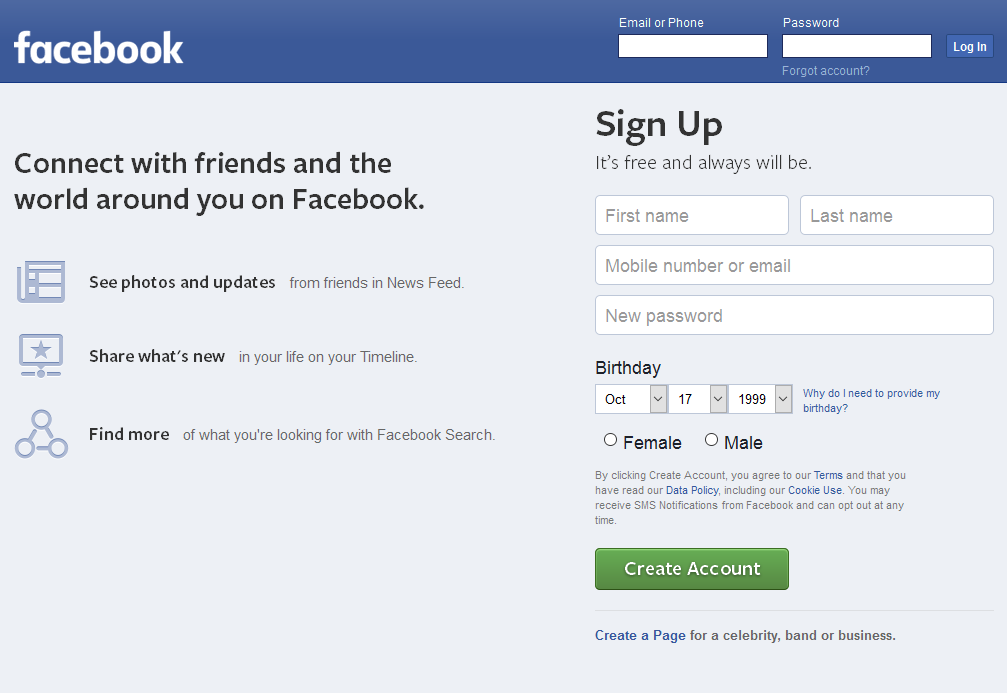 facebook
Email or Phone
Password
Log In
Forgot account?
Connect with friends and the
world around you on Facebook.
See photos and updates from friends in News Feed.
Share what's new in your life on your Timeline.
Find more of what you're looking for with Facebook Search.
Sign Up
It's free and always will be.
First name
Last name
Mobile number or email
New password
Birthday
Oct 17 1999
Why do I need to provide my
birthday?
Female Male
By clicking Create Account, you agree to our Terms and that you
have read our Data Policy, including our Cookie Use. You may
receive SMS Notifications from Facebook and can opt out at any
time.
Create Account
Create a Page for a celebrity, band or business.